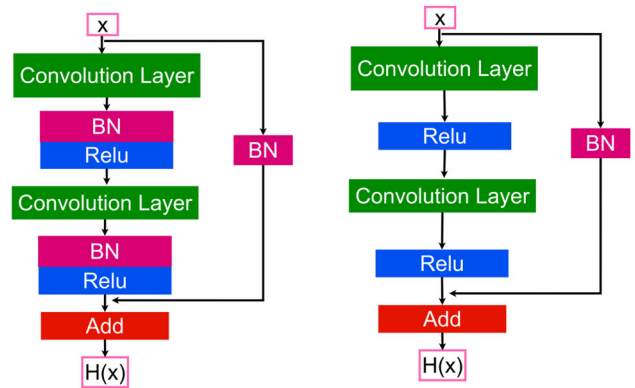 x
Convolution Layer
BN
Relu
BN
Convolution Layer
BN
Relu
Add
H(x)
x
Convolution Layer
Relu
BN
Convolution Layer
Relu
Add
H(x)